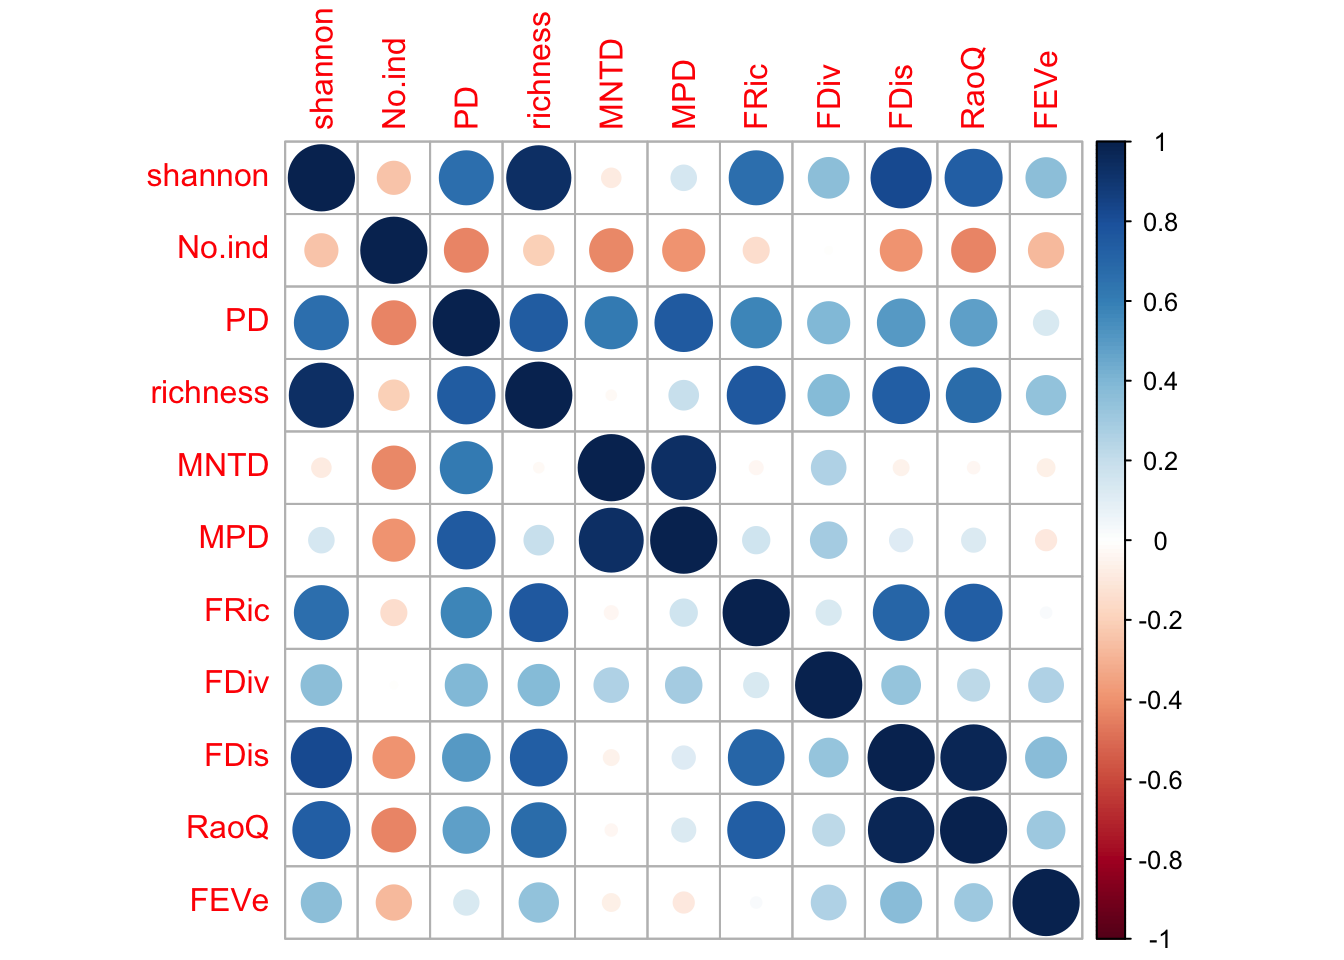 shannon No.ind PD richness MNTD MPD FRic FDiv FDis RaoQ FEVe
shannon
No.ind
PD
richness
MNTD
MPD
FRic
FDiv
FDis
RaoQ
FEVe
1
0.8
0.6
0.4
0.2
0
-0.2
-0.4
-0.6
-0.8
-1